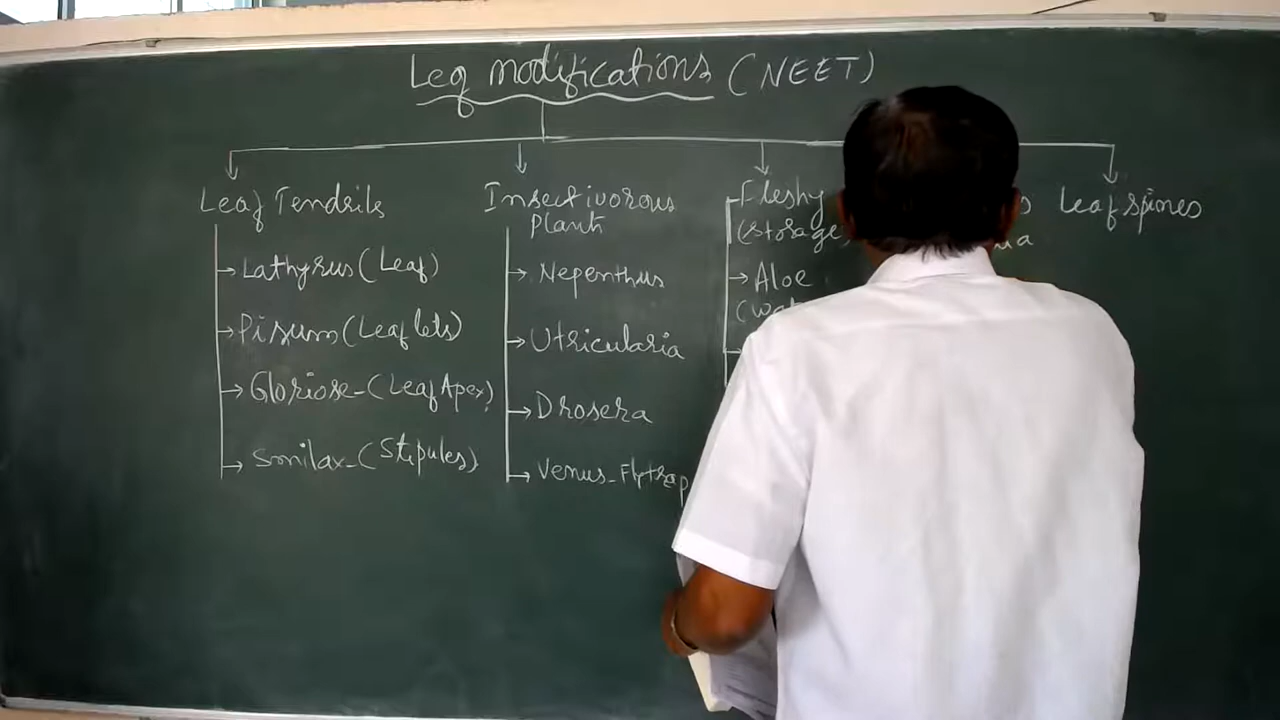 Leaf modifications (NEET)
Leaf Tendrils
Lathyrus (Leaf)
Pisum (Leaflets)
Gloriose - (Leaf Apex)
Smilax - (Stipules)
Insectivorous
Plants
Nepenthus
Utricularia
Drosera
Venus - Flytrap
Fleshy
(storage
Aloe
Leaf spines